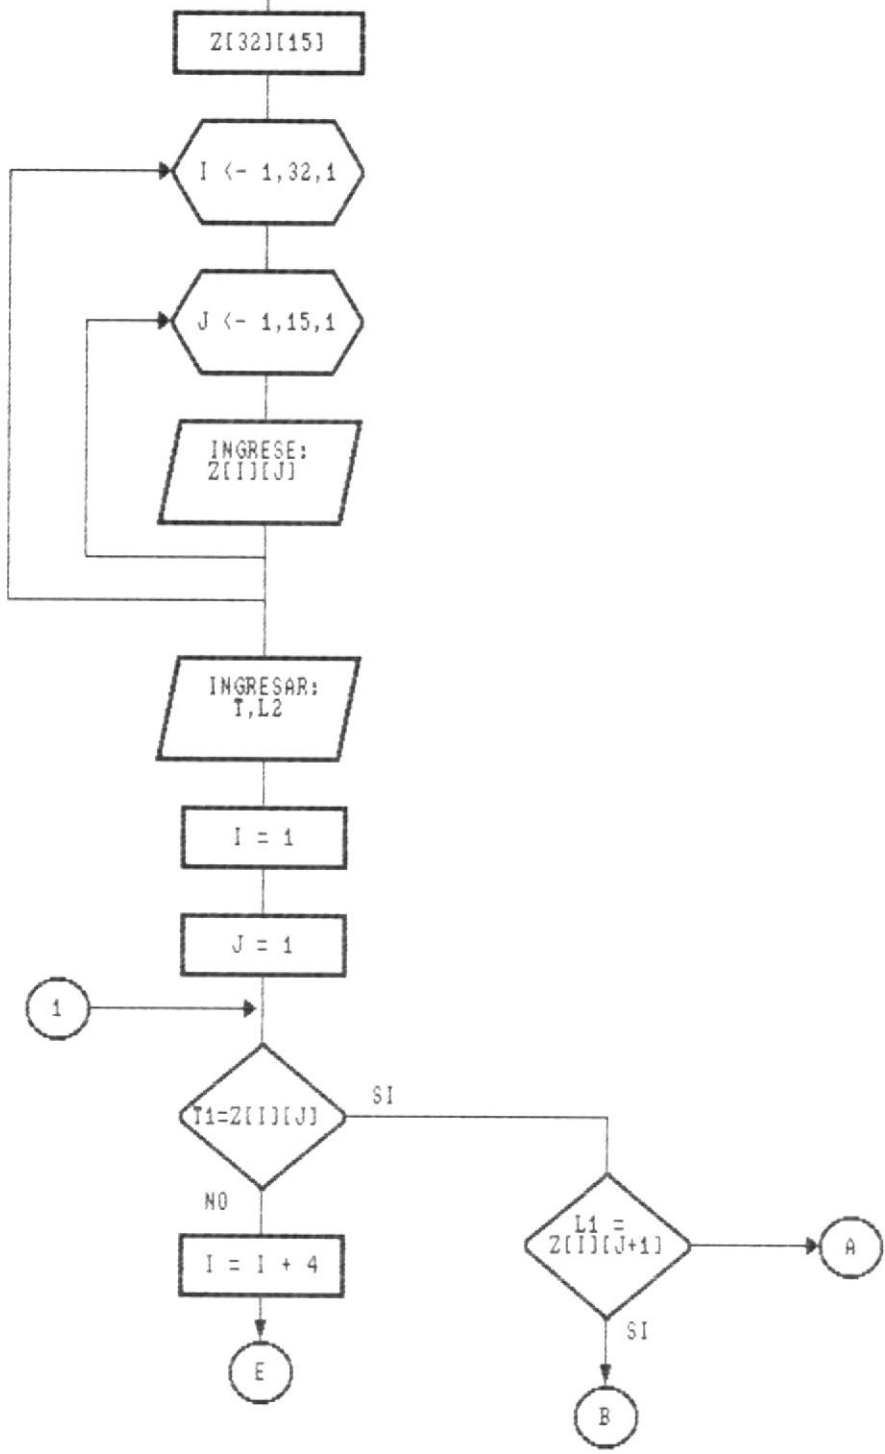 Z[32][15]
I <- 1,32,1
J <- 1,15,1
INGRESE:
Z[I][J]
INGRESAR:
T,L2
I = 1
J = 1
1
T1=Z[I][J]
SI
NO
L1 =
Z[I][J+1]
A
I = I + 4
SI
E
B